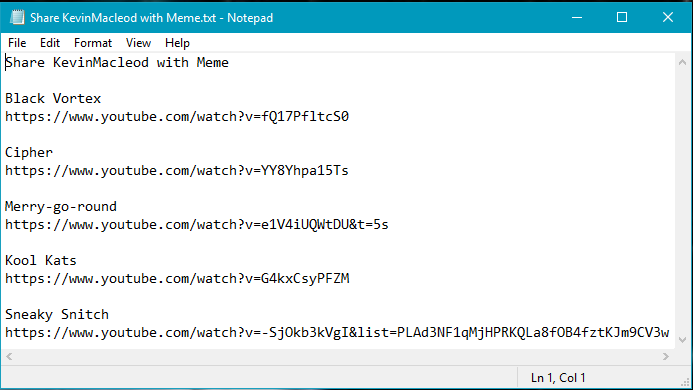 Share KevinMacleod with Meme.txt - Notepad
File Edit Format View Help
Share KevinMacleod with Meme
Black Vortex
https://www.youtube.com/watch?v=fQ17PfltcS0
Cipher
https://www.youtube.com/watch?v=YY8Yhpa15Ts
Merry-go-round
https://www.youtube.com/watch?v=e1V4iUQWtDU&t=5s
Kool Kats
https://www.youtube.com/watch?v=G4kxCsyPFZM
Sneaky Snitch
https://www.youtube.com/watch?v=-SjOkb3kVgI&list=PLAd3NF1qMjHPRKQLa8fOB4fztKJm9CV3w
Ln 1, Col 1